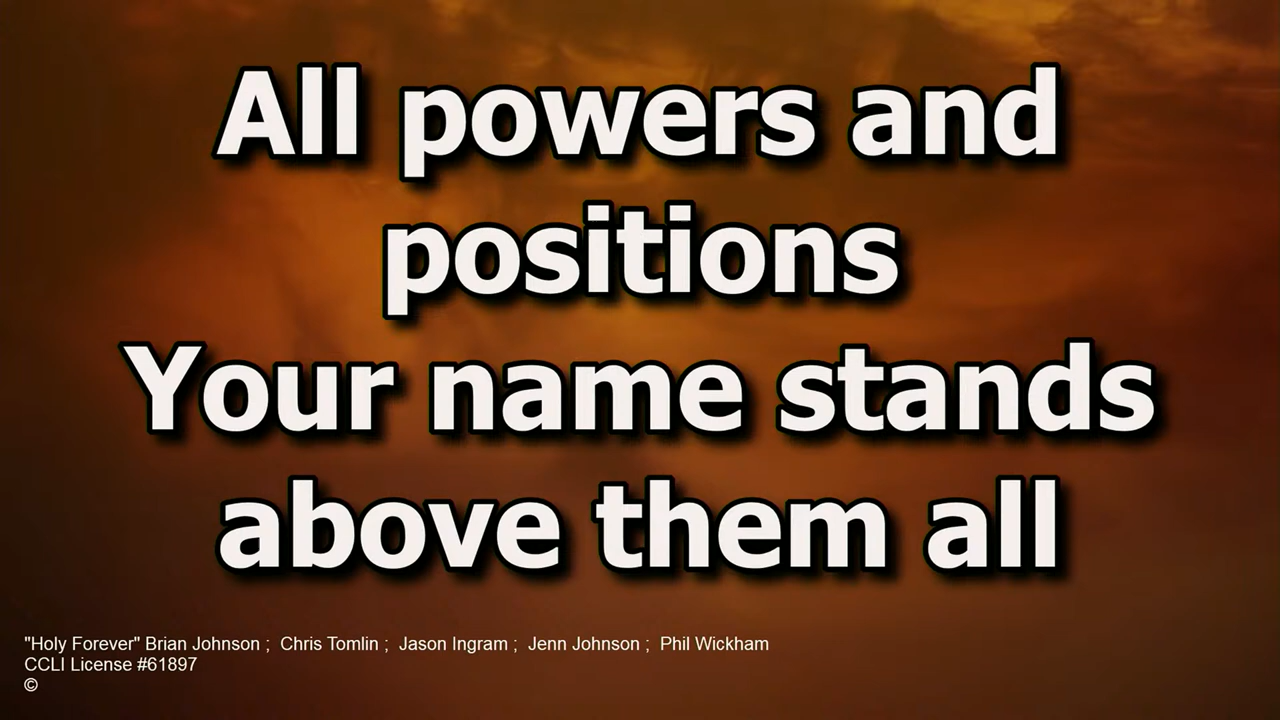 All powers and
positions
Your name stands
above them all
"Holy Forever" Brian Johnson ;  Chris Tomlin ;  Jason Ingram ;  Jenn Johnson ;  Phil Wickham
CCLI License #61897
©